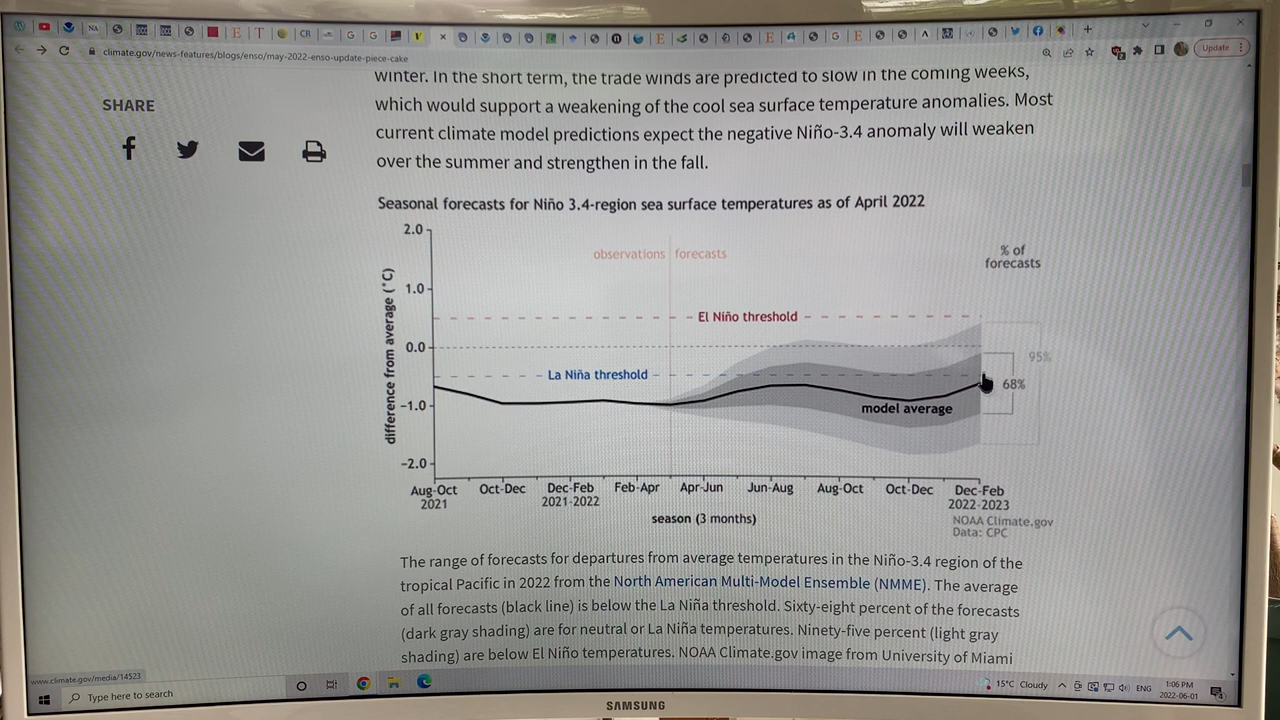 climate.gov/news-features/blogs/enso/may-2022-enso-update-piece-cake
Update
winter. In the short term, the trade winds are predicted to slow in the coming weeks,
which would support a weakening of the cool sea surface temperature anomalies. Most
current climate model predictions expect the negative Niño-3.4 anomaly will weaken
over the summer and strengthen in the fall.
SHARE
Seasonal forecasts for Niño 3.4-region sea surface temperatures as of April 2022
difference from average (°C)
2.0
1.0
0.0
-1.0
-2.0
observations
forecasts
% of
forecasts
El Niño threshold
La Niña threshold
95%
68%
model average
Aug-Oct
2021
Oct-Dec
Dec-Feb
2021-2022
Feb-Apr
Apr-Jun
Jun-Aug
Aug-Oct
Oct-Dec
Dec-Feb
2022-2023
season (3 months)
NOAA Climate.gov
Data: CPC
The range of forecasts for departures from average temperatures in the Niño-3.4 region of the
tropical Pacific in 2022 from the North American Multi-Model Ensemble (NMME). The average
of all forecasts (black line) is below the La Niña threshold. Sixty-eight percent of the forecasts
(dark gray shading) are for neutral or La Niña temperatures. Ninety-five percent (light gray
shading) are below El Niño temperatures. NOAA Climate.gov image from University of Miami
www.climate.gov/media/14523
Type here to search
15°C Cloudy
ENG
1:06 PM
2022-06-01
SAMSUNG